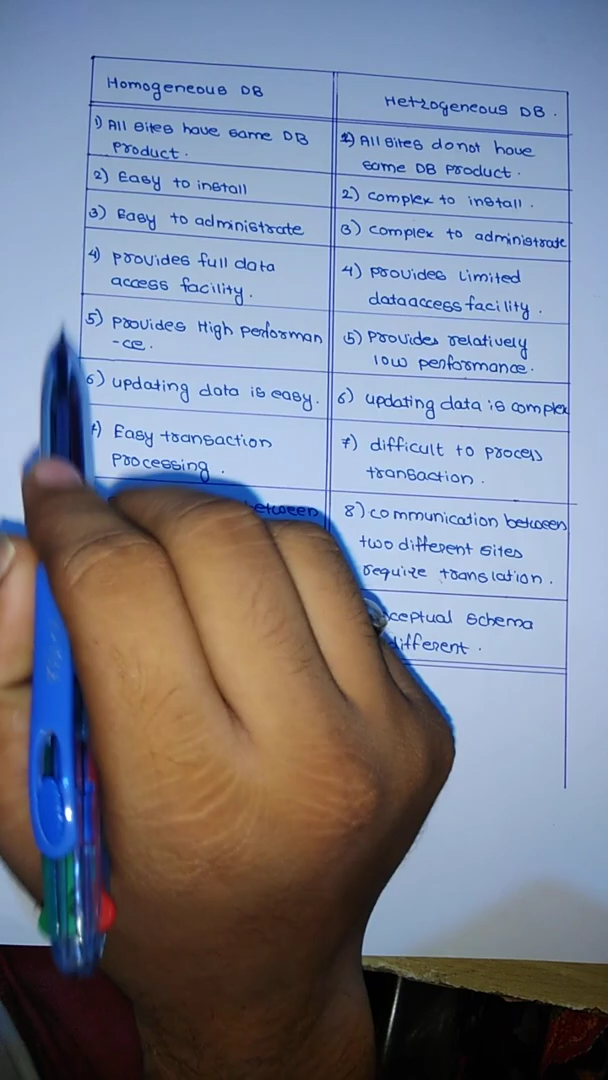 Homogeneous DB
Hetrogeneous DB.
1) All sites have same DB
product.
1) All sites donot have
same DB product.
2) Easy to install
2) complex to install.
3) Easy to administrate
3) complex to administrate
4) provides full data
access facility.
4) provides Limited
dataaccess facility.
5) provides High performan
-ce.
5) provides relatively
low performance.
6) updating data is easy.
6) updating data is complex
7) Easy transaction
processing.
7) difficult to process
transaction.
between
8) communication between
two different sites
require translation.
schema
different.